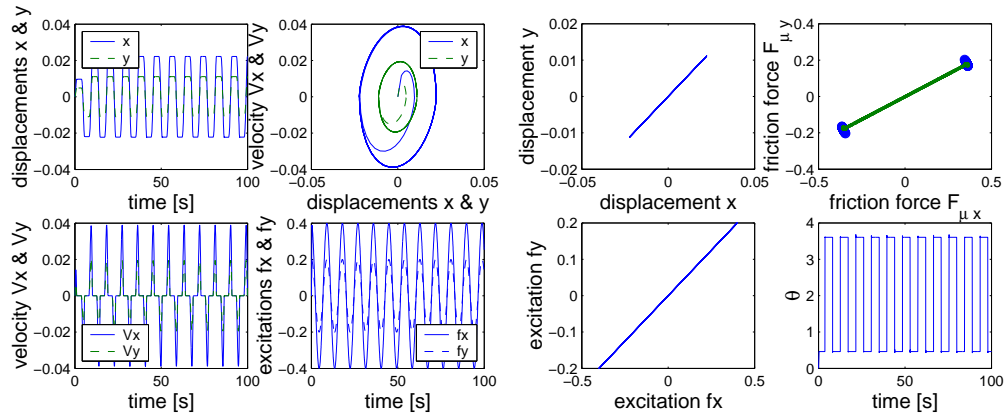 displacements x & y
0.04
0.02
0
−0.02
−0.04
0
50
100
time [s]
x
y
velocity Vx & Vy
0.04
0.02
0
−0.02
−0.04
−0.05
0
0.05
displacements x & y
x
y
displacement y
0.02
0.01
0
−0.01
−0.02
−0.05
0
0.05
displacement x
friction force Fμ y
0.4
0.2
0
−0.2
−0.4
−0.5
0
0.5
friction force Fμ x
velocity Vx & Vy
0.04
0.02
0
−0.02
−0.04
0
50
100
time [s]
Vx
Vy
excitations fx & fy
0.4
0.2
0
−0.2
−0.4
0
50
100
time [s]
fx
fy
excitation fy
0.2
0.1
0
−0.1
−0.2
−0.5
0
0.5
excitation fx
θ
4
3
2
1
0
0
50
100
time [s]